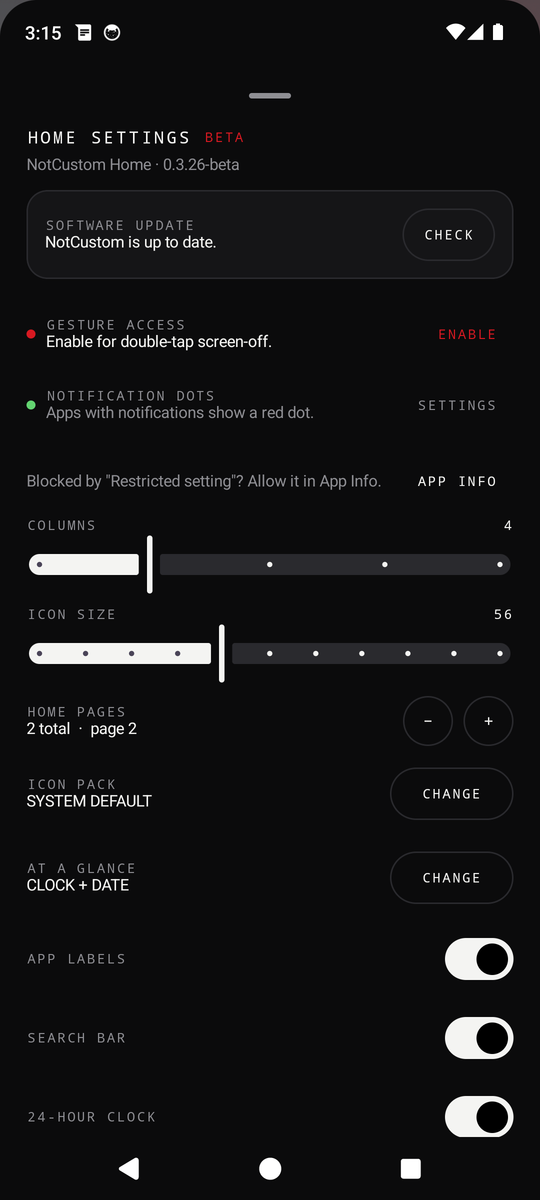 3:15
HOME SETTINGS BETA
NotCustom Home · 0.3.26-beta
SOFTWARE UPDATE
NotCustom is up to date.
CHECK
GESTURE ACCESS
Enable for double-tap screen-off.
ENABLE
NOTIFICATION DOTS
Apps with notifications show a red dot.
SETTINGS
Blocked by "Restricted setting"? Allow it in App Info.
APP INFO
COLUMNS 4
ICON SIZE 56
HOME PAGES
2 total · page 2
− +
ICON PACK
SYSTEM DEFAULT
CHANGE
AT A GLANCE
CLOCK + DATE
CHANGE
APP LABELS
SEARCH BAR
24-HOUR CLOCK